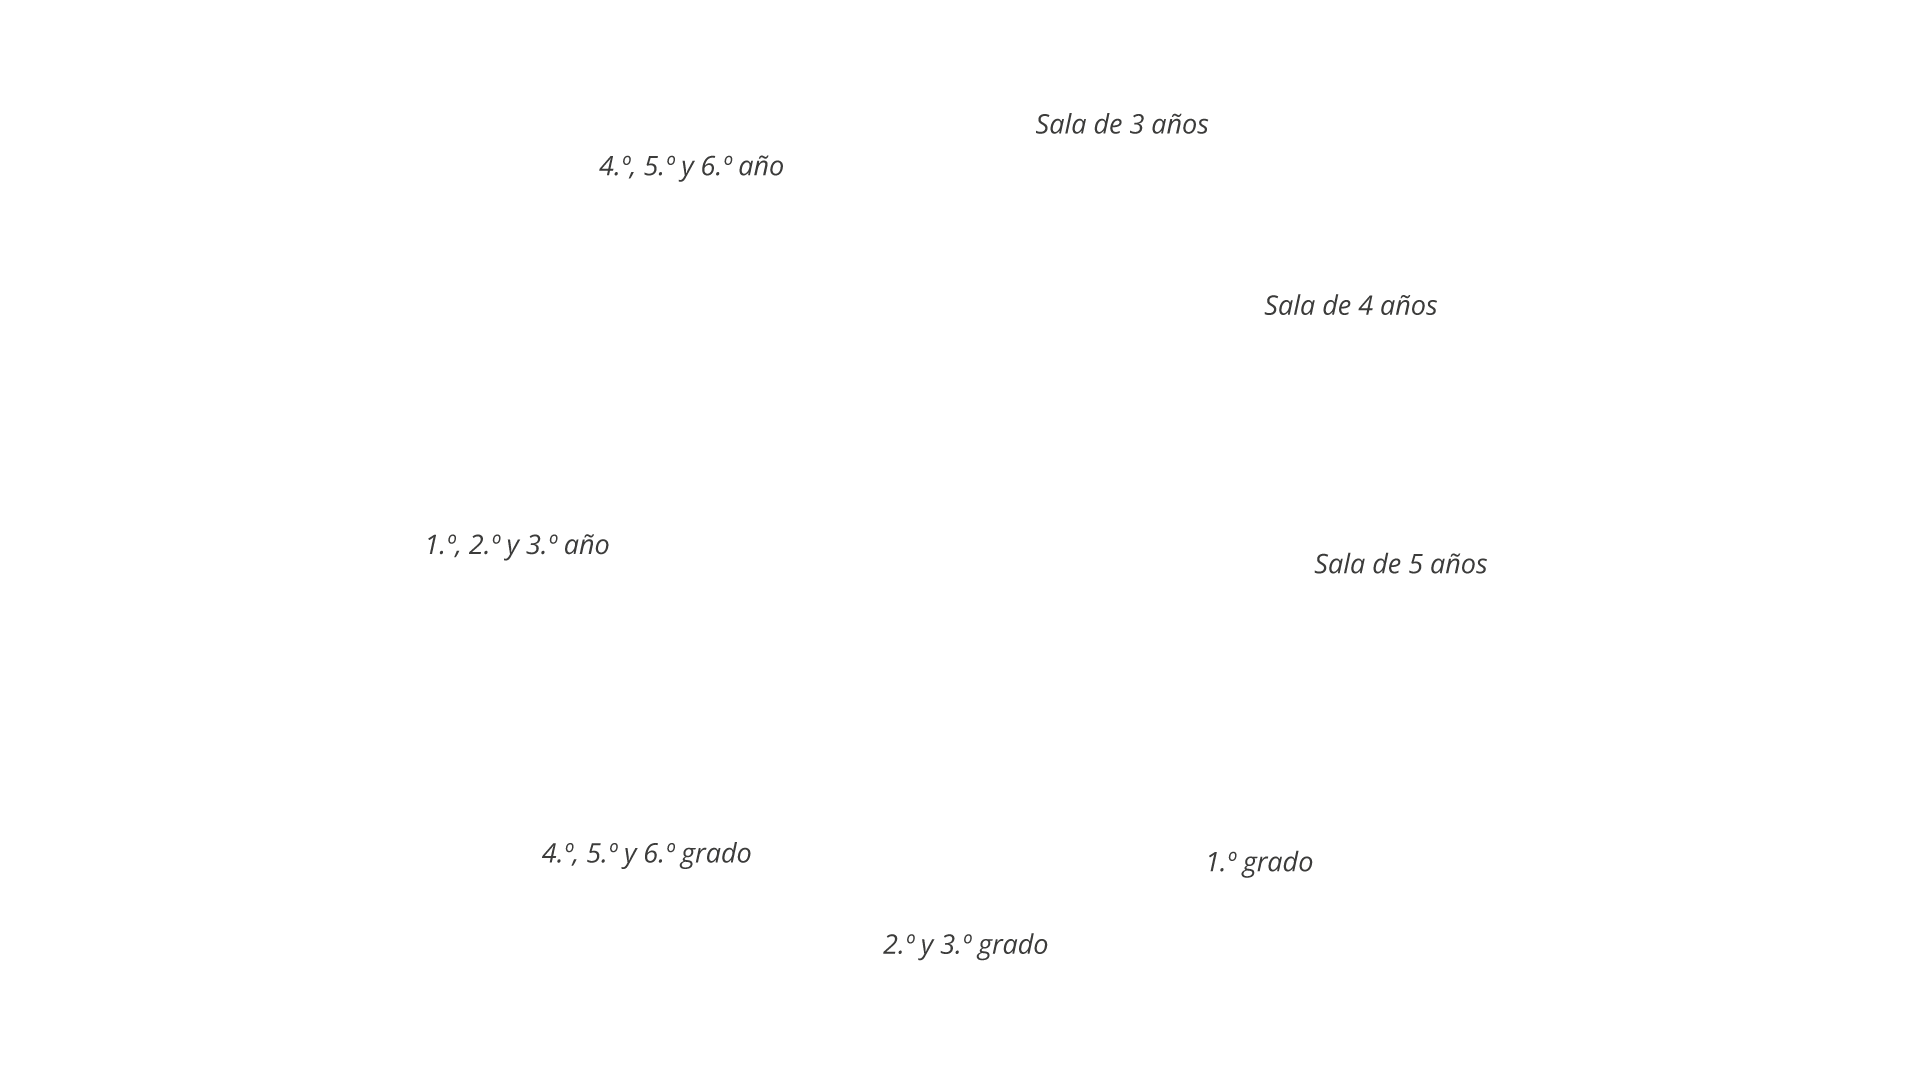 Sala de 3 años
4.º, 5.º y 6.º año
Sala de 4 años
1.º, 2.º y 3.º año
Sala de 5 años
4.º, 5.º y 6.º grado
1.º grado
2.º y 3.º grado